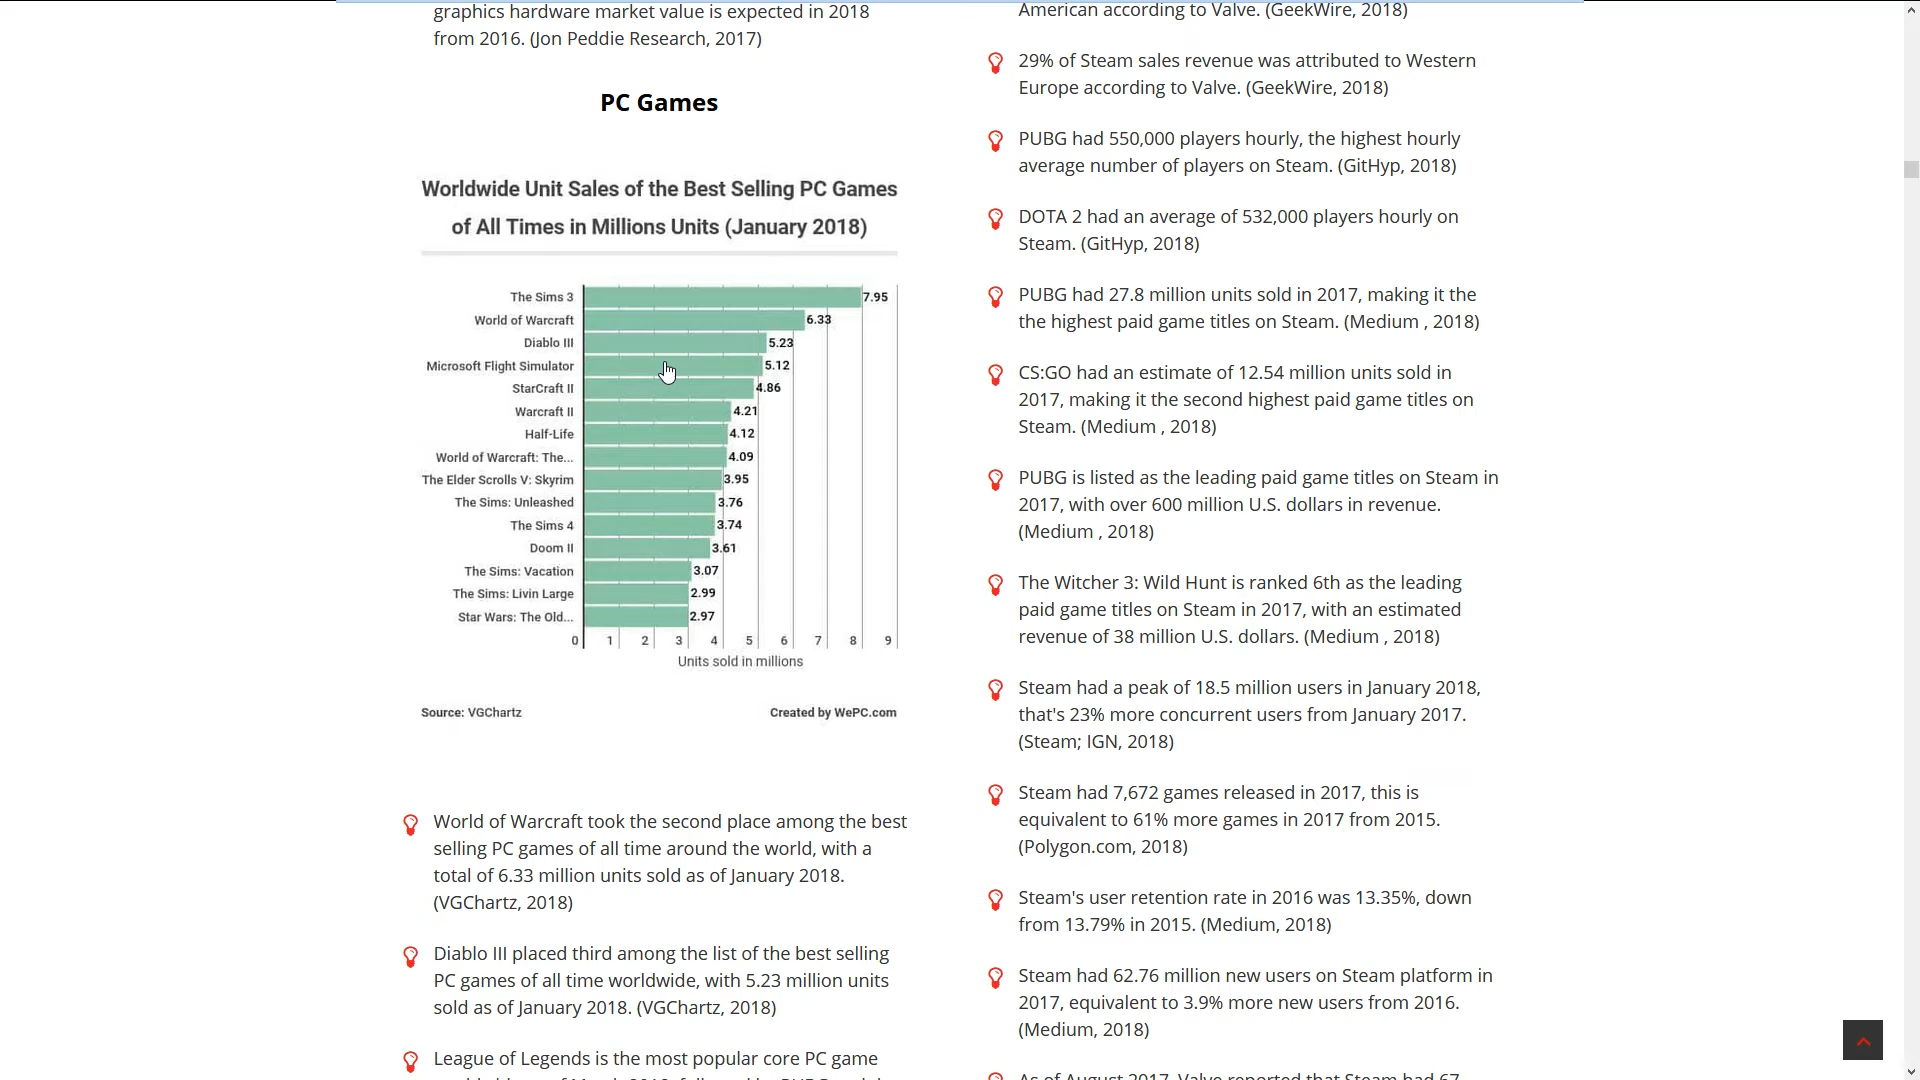 graphics hardware market value is expected in 2018
from 2016. (Jon Peddie Research, 2017)
PC Games
Worldwide Unit Sales of the Best Selling PC Games
of All Times in Millions Units (January 2018)
The Sims 3 7.95
World of Warcraft 6.33
Diablo III 5.23
Microsoft Flight Simulator 5.12
StarCraft II 4.86
Warcraft II 4.21
Half-Life 4.12
World of Warcraft: The... 4.09
The Elder Scrolls V: Skyrim 3.95
The Sims: Unleashed 3.76
The Sims 4 3.74
Doom II 3.61
The Sims: Vacation 3.07
The Sims: Livin Large 2.99
Star Wars: The Old... 2.97
0 1 2 3 4 5 6 7 8 9
Units sold in millions
Source: VGChartz Created by WePC.com
World of Warcraft took the second place among the best
selling PC games of all time around the world, with a
total of 6.33 million units sold as of January 2018.
(VGChartz, 2018)
Diablo III placed third among the list of the best selling
PC games of all time worldwide, with 5.23 million units
sold as of January 2018. (VGChartz, 2018)
League of Legends is the most popular core PC game
American according to Valve. (GeekWire, 2018)
29% of Steam sales revenue was attributed to Western
Europe according to Valve. (GeekWire, 2018)
PUBG had 550,000 players hourly, the highest hourly
average number of players on Steam. (GitHyp, 2018)
DOTA 2 had an average of 532,000 players hourly on
Steam. (GitHyp, 2018)
PUBG had 27.8 million units sold in 2017, making it the
the highest paid game titles on Steam. (Medium , 2018)
CS:GO had an estimate of 12.54 million units sold in
2017, making it the second highest paid game titles on
Steam. (Medium , 2018)
PUBG is listed as the leading paid game titles on Steam in
2017, with over 600 million U.S. dollars in revenue.
(Medium , 2018)
The Witcher 3: Wild Hunt is ranked 6th as the leading
paid game titles on Steam in 2017, with an estimated
revenue of 38 million U.S. dollars. (Medium , 2018)
Steam had a peak of 18.5 million users in January 2018,
that's 23% more concurrent users from January 2017.
(Steam; IGN, 2018)
Steam had 7,672 games released in 2017, this is
equivalent to 61% more games in 2017 from 2015.
(Polygon.com, 2018)
Steam's user retention rate in 2016 was 13.35%, down
from 13.79% in 2015. (Medium, 2018)
Steam had 62.76 million new users on Steam platform in
2017, equivalent to 3.9% more new users from 2016.
(Medium, 2018)
As of August 2017, Valve reported that Steam had 67